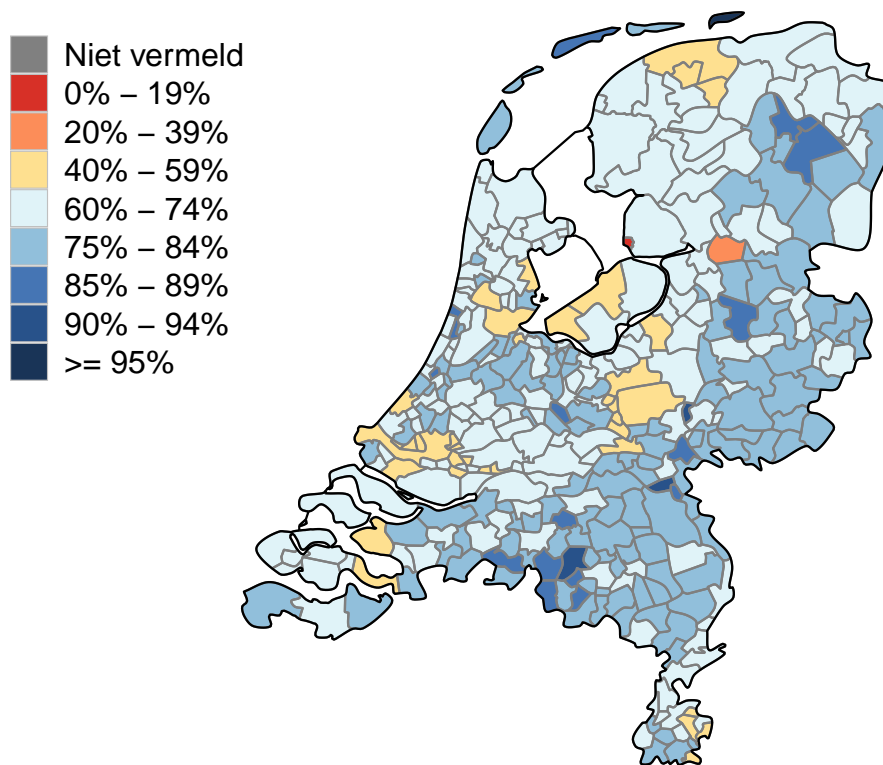 Niet vermeld
0% – 19%
20% – 39%
40% – 59%
60% – 74%
75% – 84%
85% – 89%
90% – 94%
>= 95%